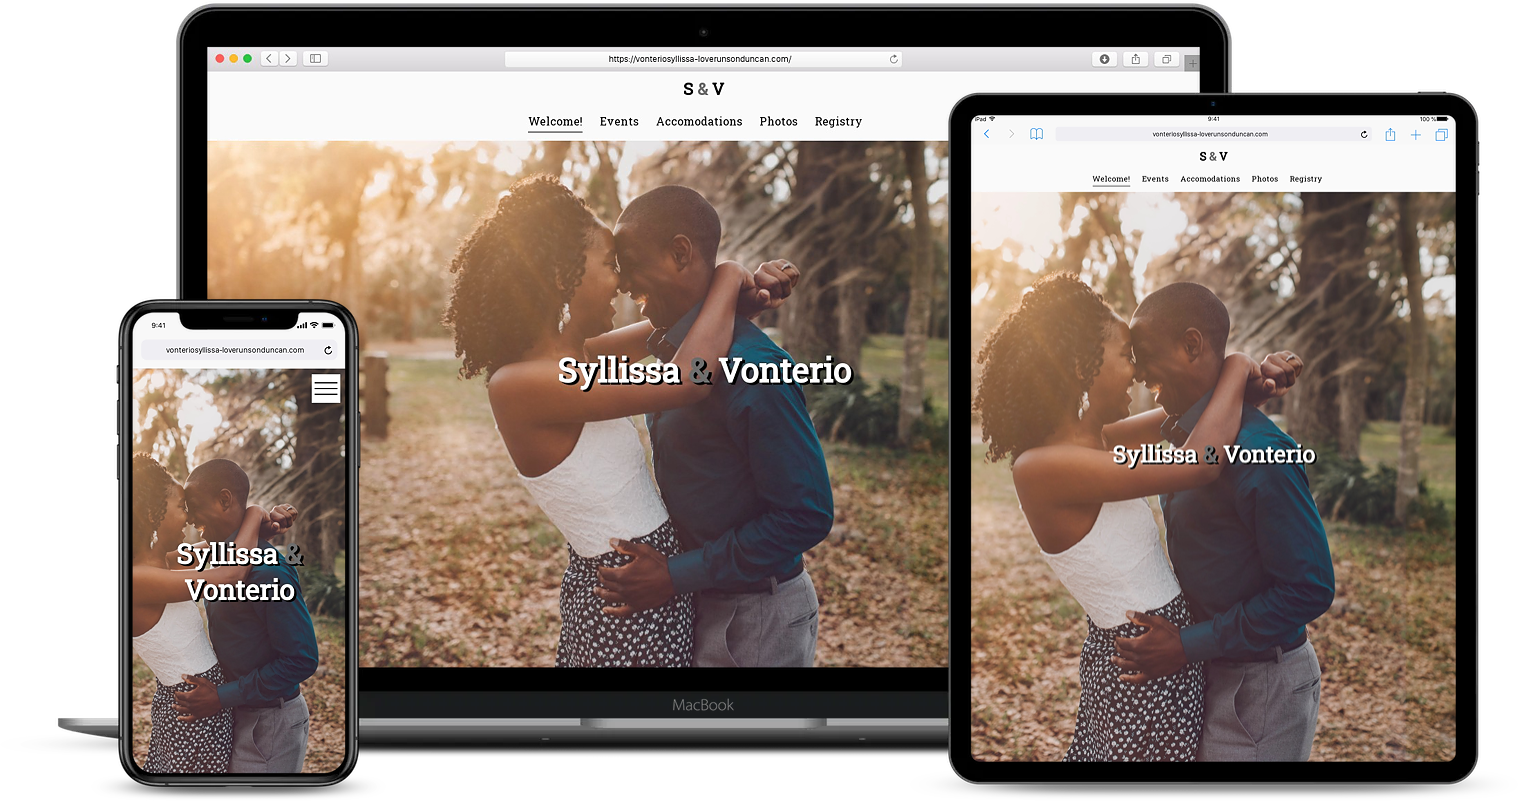 https://vonteriosyllissa-loverunsonduncan.com/
S & V
Welcome! Events Accomodations Photos Registry
Syllissa & Vonterio
MacBook
9:41
vonteriosyllissa-loverunsonduncan.com
Syllissa &
Vonterio
iPad 9:41 100 %
vonteriosyllissa-loverunsonduncan.com
S & V
Welcome! Events Accomodations Photos Registry
Syllissa & Vonterio